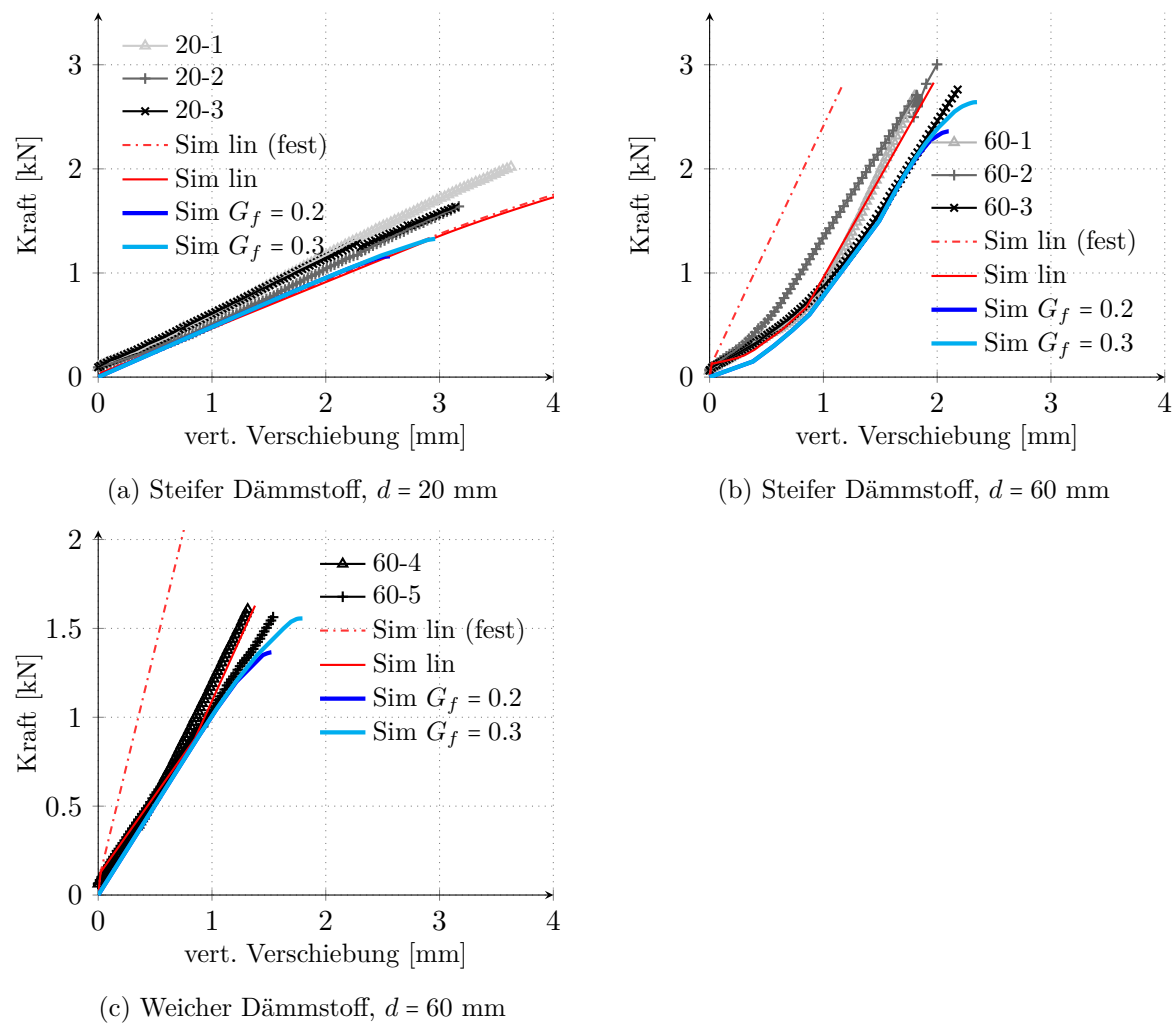 3
2
1
0
Kraft [kN]
20-1
20-2
20-3
Sim lin (fest)
Sim lin
Sim G_f = 0.2
Sim G_f = 0.3
0 1 2 3 4
vert. Verschiebung [mm]
(a) Steifer Dämmstoff, d = 20 mm
3
2
1
0
Kraft [kN]
60-1
60-2
60-3
Sim lin (fest)
Sim lin
Sim G_f = 0.2
Sim G_f = 0.3
0 1 2 3 4
vert. Verschiebung [mm]
(b) Steifer Dämmstoff, d = 60 mm
2
1.5
1
0.5
0
Kraft [kN]
60-4
60-5
Sim lin (fest)
Sim lin
Sim G_f = 0.2
Sim G_f = 0.3
0 1 2 3 4
vert. Verschiebung [mm]
(c) Weicher Dämmstoff, d = 60 mm